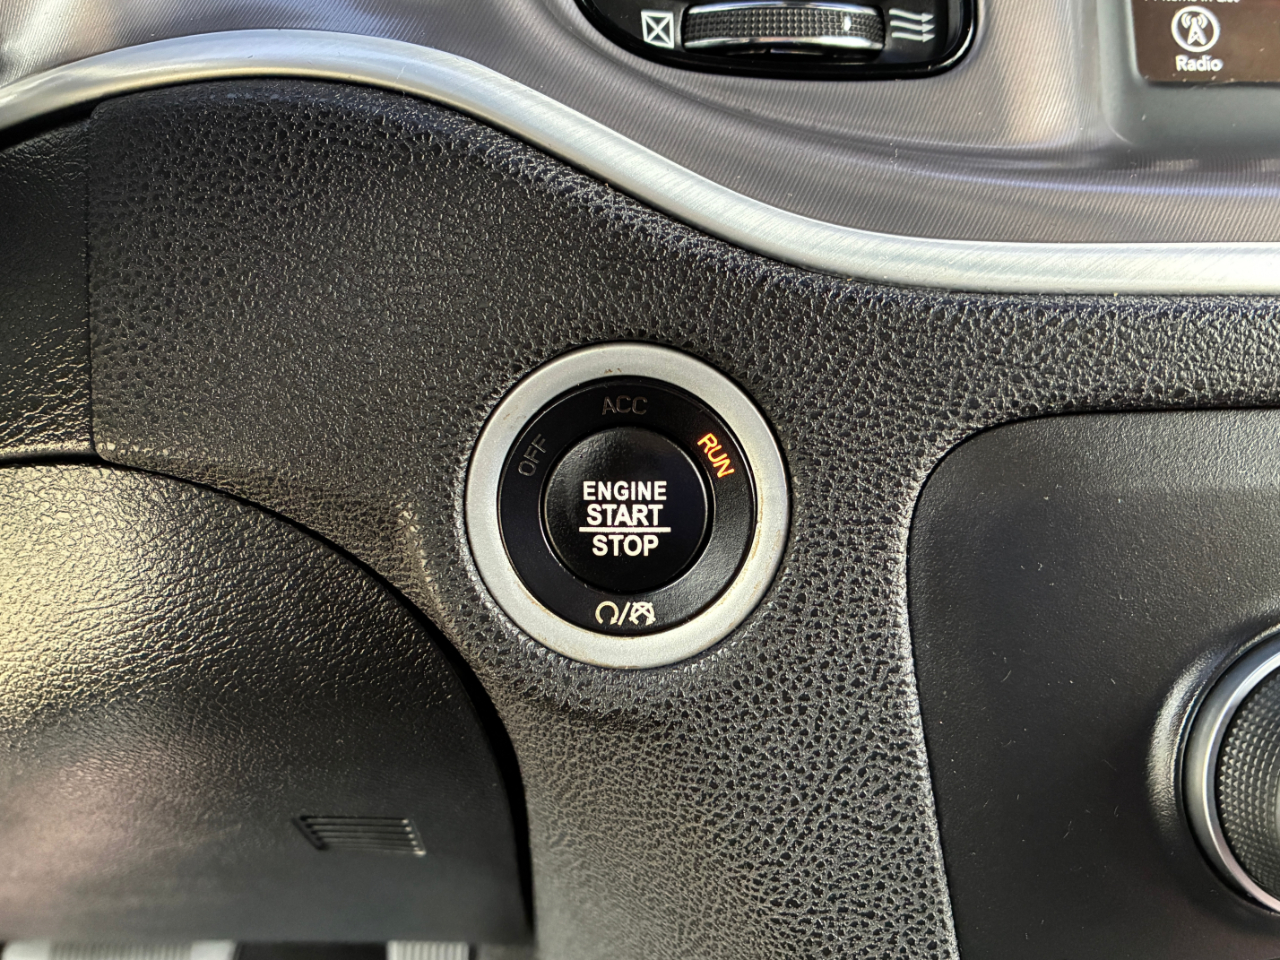 Radio
ACC
OFF
RUN
ENGINE
START
STOP